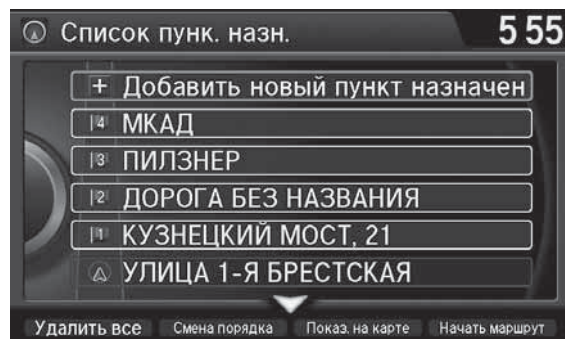 Список пунк. назн. 5 55
+ Добавить новый пункт назначен
4 МКАД
3 ПИЛЗНЕР
2 ДОРОГА БЕЗ НАЗВАНИЯ
1 КУЗНЕЦКИЙ МОСТ, 21
УЛИЦА 1-Я БРЕСТСКАЯ
Удалить все Смена порядка Показ. на карте Начать маршрут